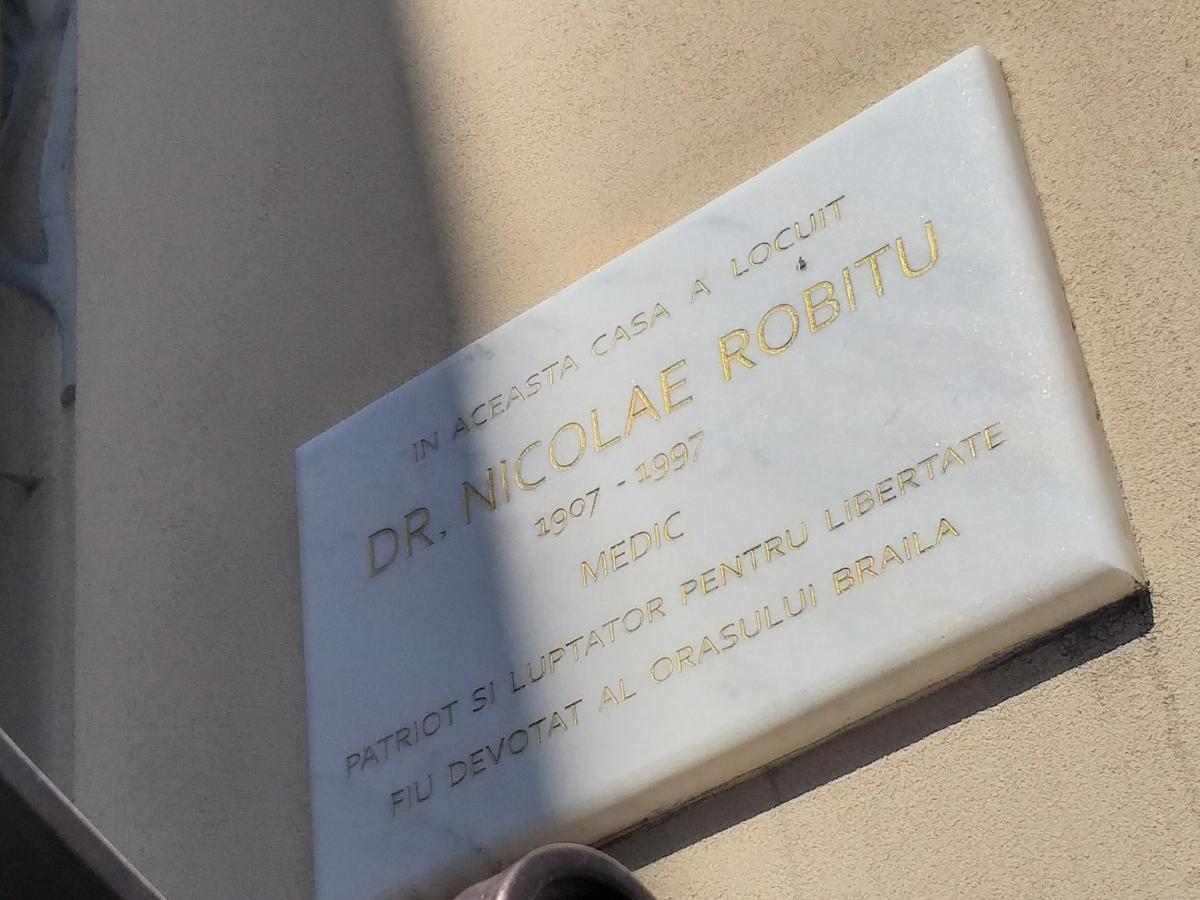 IN ACEASTA CASA A LOCUIT
DR. NICOLAE ROBITU
1907 - 1997
MEDIC
PATRIOT SI LUPTATOR PENTRU LIBERTATE
FIU DEVOTAT AL ORASULUI BRAILA